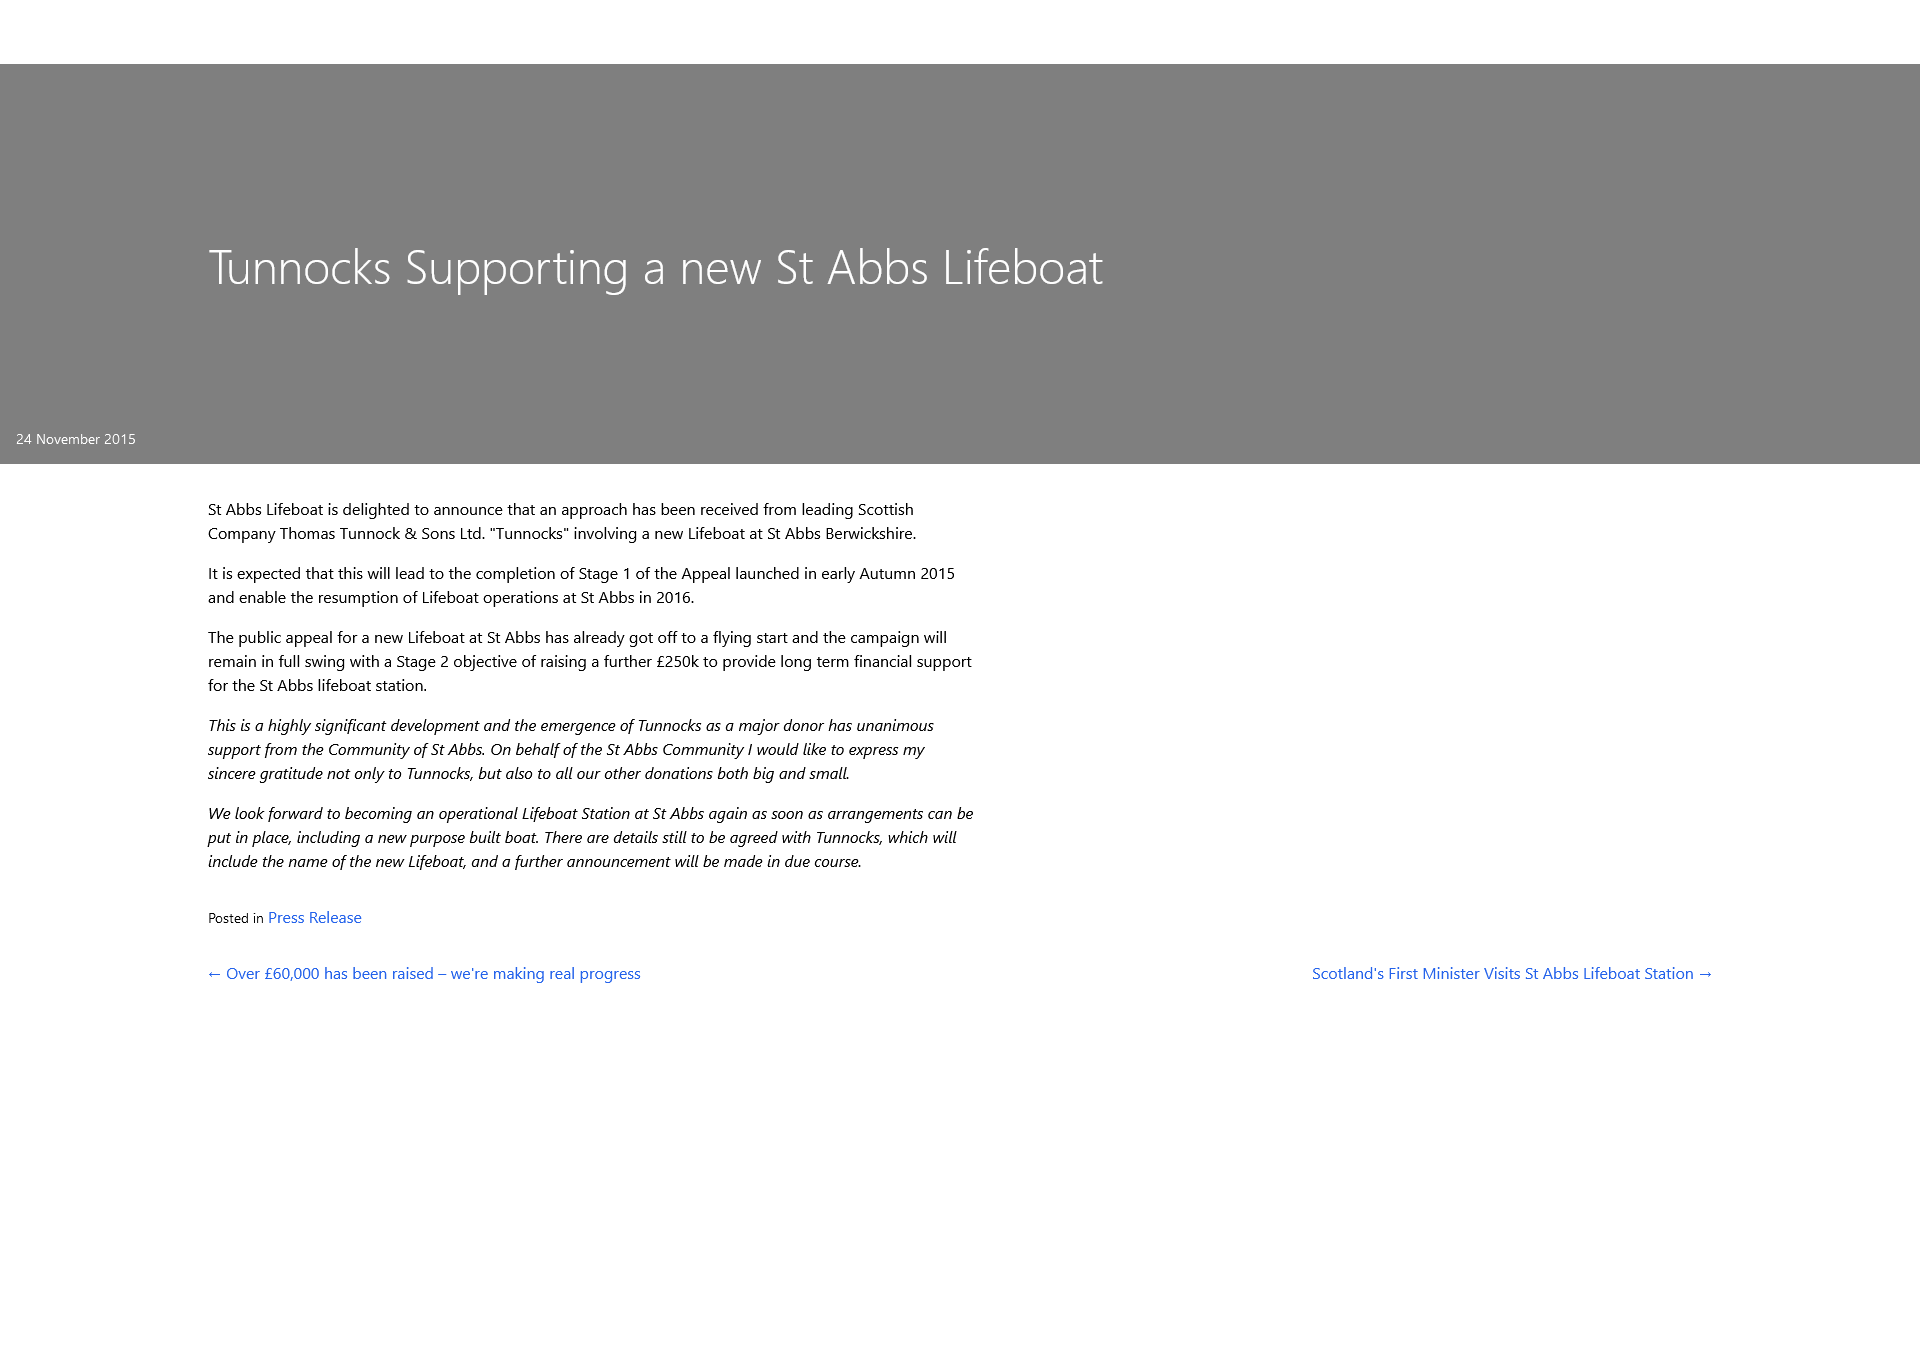 Tunnocks Supporting a new St Abbs Lifeboat
24 November 2015
St Abbs Lifeboat is delighted to announce that an approach has been received from leading Scottish
Company Thomas Tunnock & Sons Ltd. "Tunnocks" involving a new Lifeboat at St Abbs Berwickshire.
It is expected that this will lead to the completion of Stage 1 of the Appeal launched in early Autumn 2015
and enable the resumption of Lifeboat operations at St Abbs in 2016.
The public appeal for a new Lifeboat at St Abbs has already got off to a flying start and the campaign will
remain in full swing with a Stage 2 objective of raising a further £250k to provide long term financial support
for the St Abbs lifeboat station.
This is a highly significant development and the emergence of Tunnocks as a major donor has unanimous
support from the Community of St Abbs. On behalf of the St Abbs Community I would like to express my
sincere gratitude not only to Tunnocks, but also to all our other donations both big and small.
We look forward to becoming an operational Lifeboat Station at St Abbs again as soon as arrangements can be
put in place, including a new purpose built boat. There are details still to be agreed with Tunnocks, which will
include the name of the new Lifeboat, and a further announcement will be made in due course.
Posted in Press Release
← Over £60,000 has been raised – we're making real progress
Scotland's First Minister Visits St Abbs Lifeboat Station →